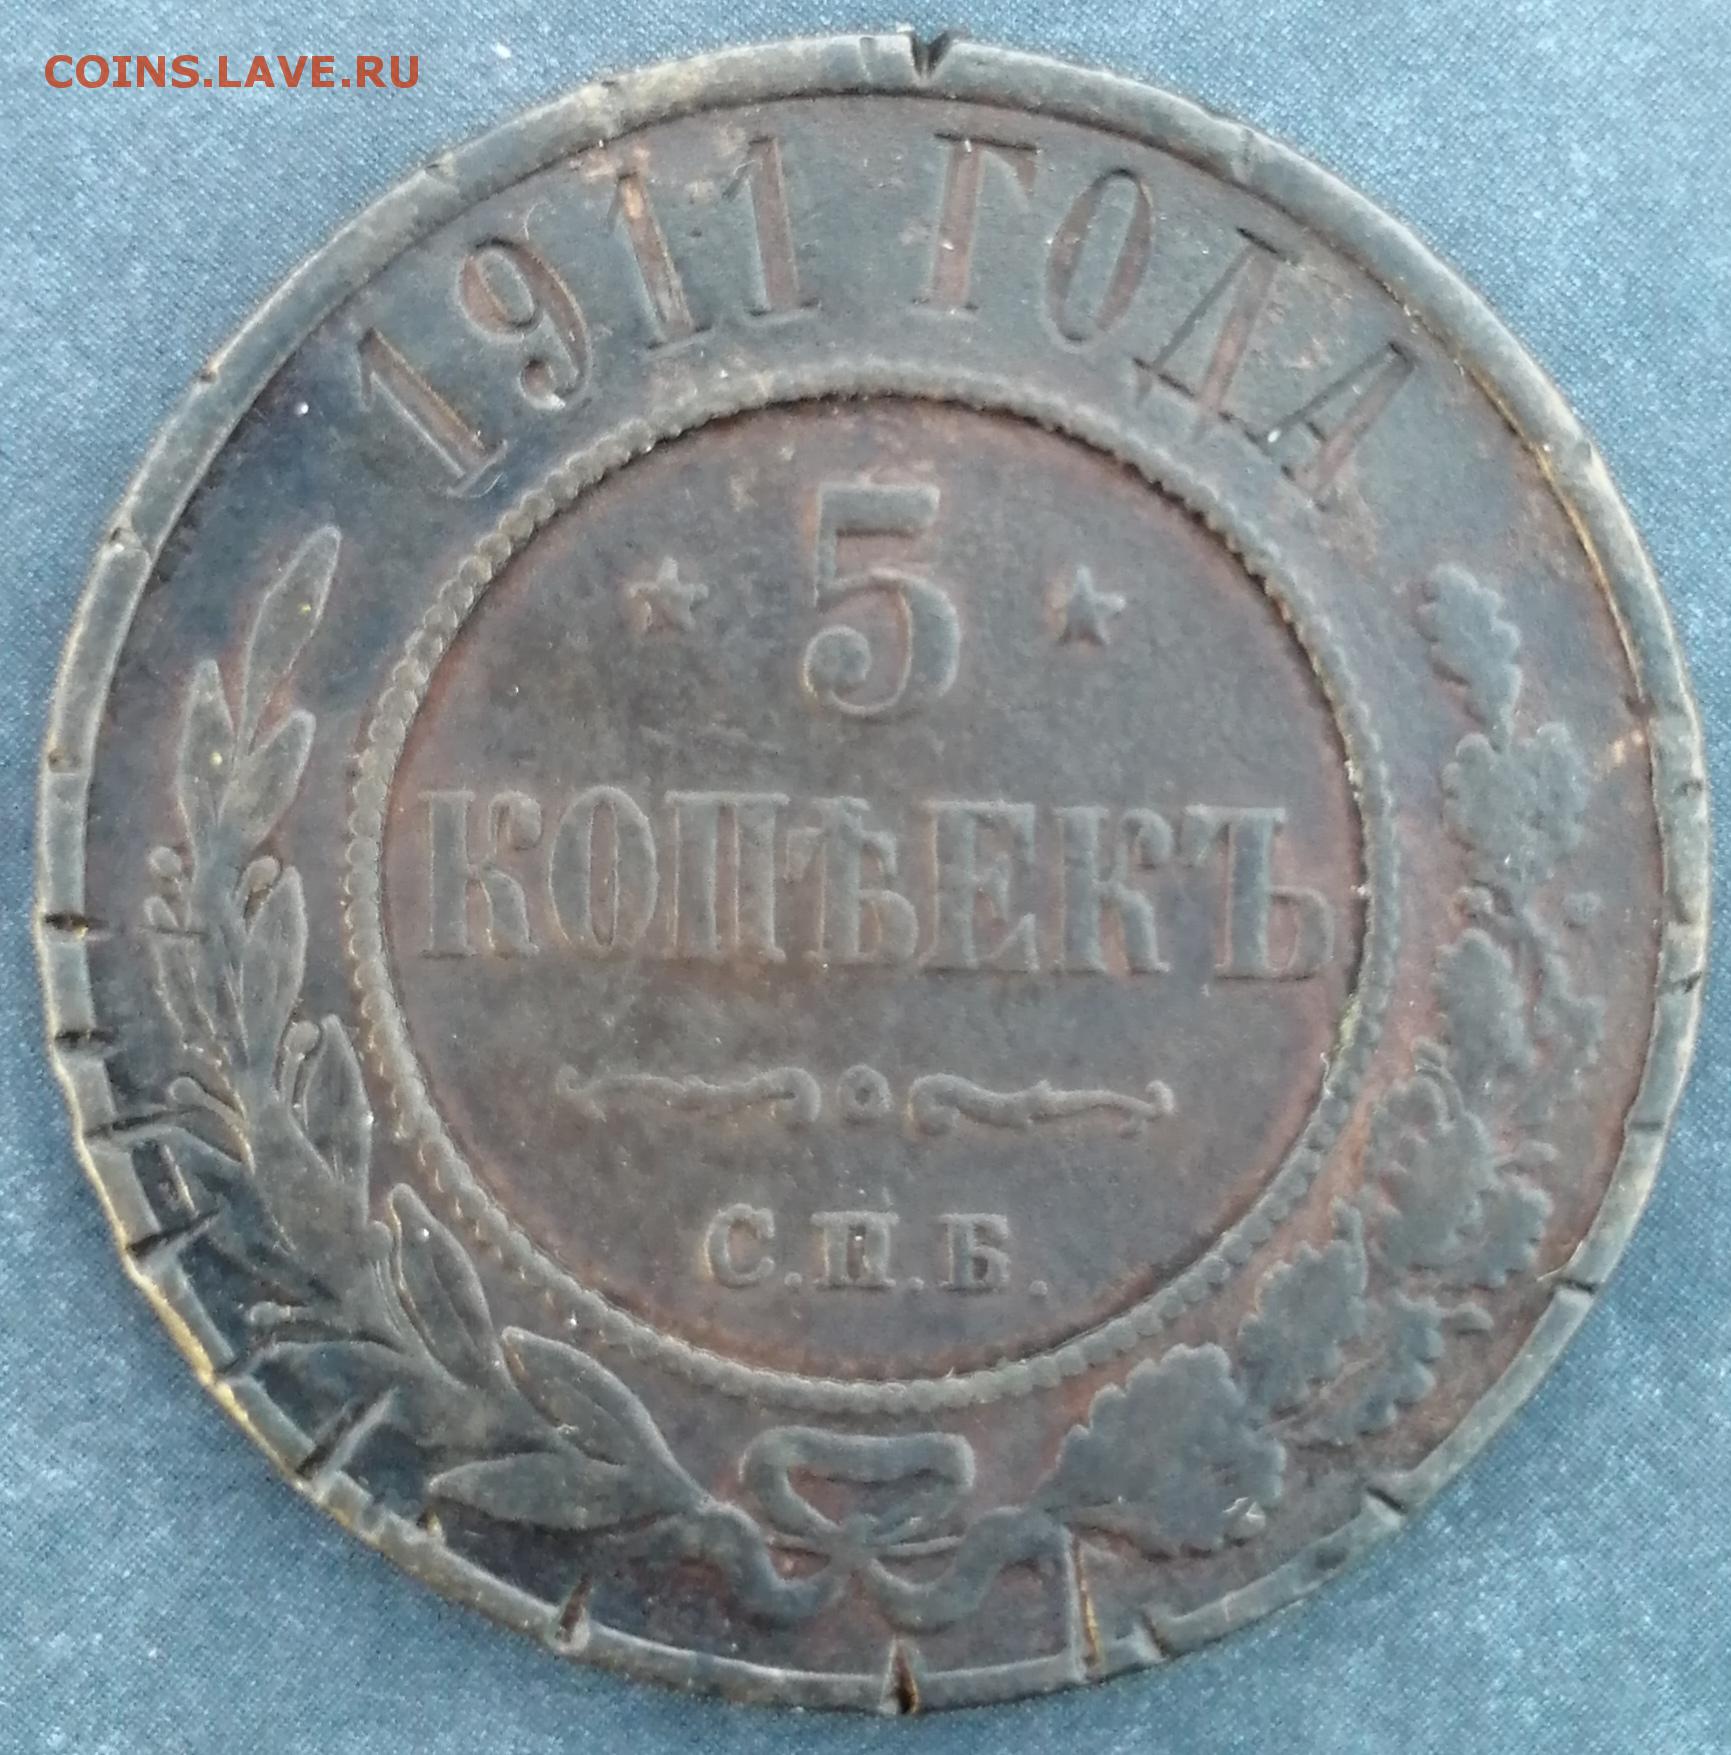 COINS.LAVE.RU
1911 ГОДА
5
КОПѢЕКЪ
С.П.Б.